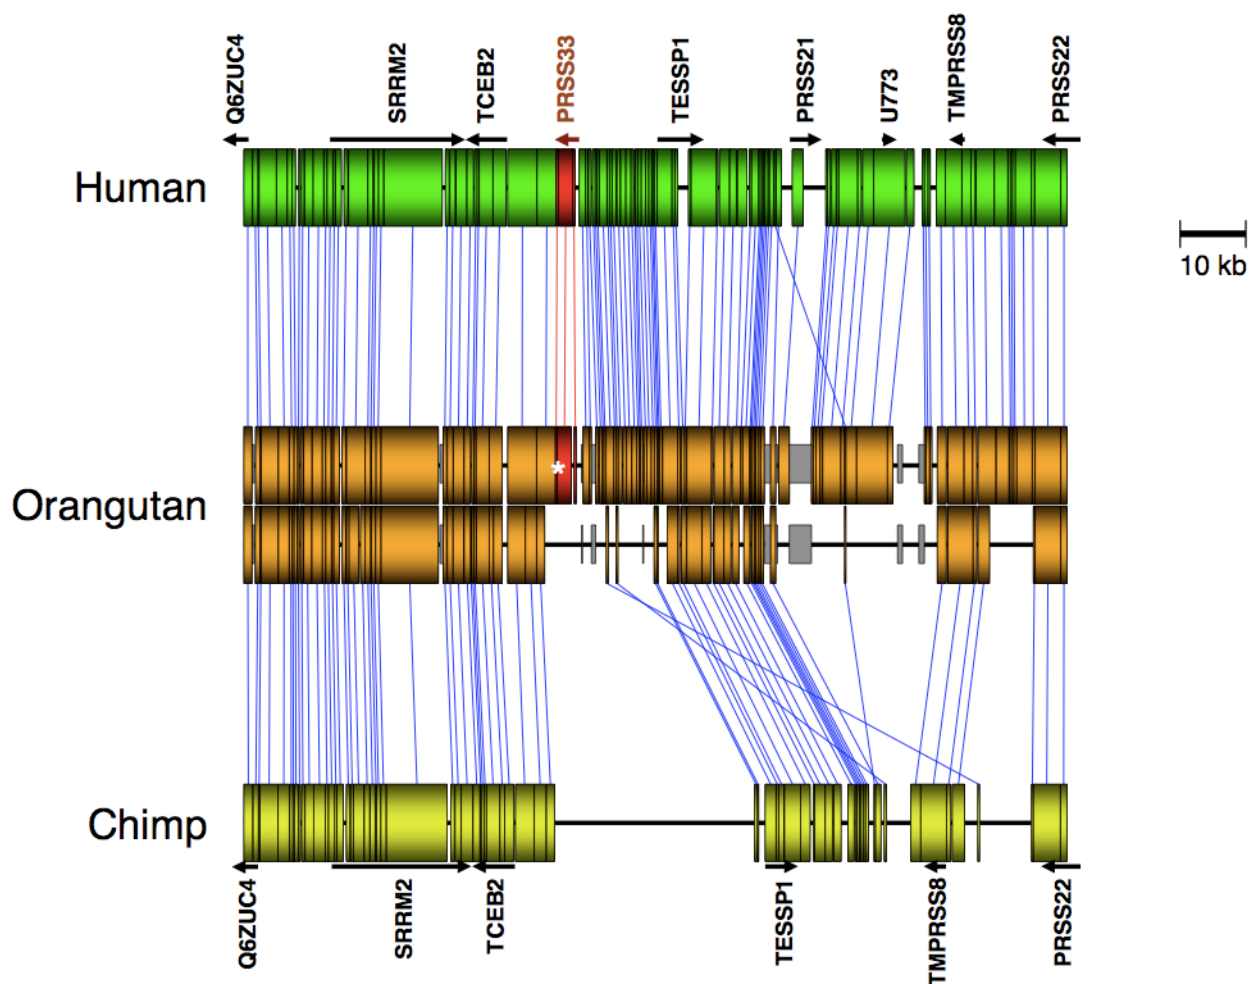 Q6ZUC4
SRRM2
TCEB2
PRSS33
TESSP1
PRSS21
U773
TMPRSS8
PRSS22
Human
10 kb
*
Orangutan
Chimp
Q6ZUC4
SRRM2
TCEB2
TESSP1
TMPRSS8
PRSS22